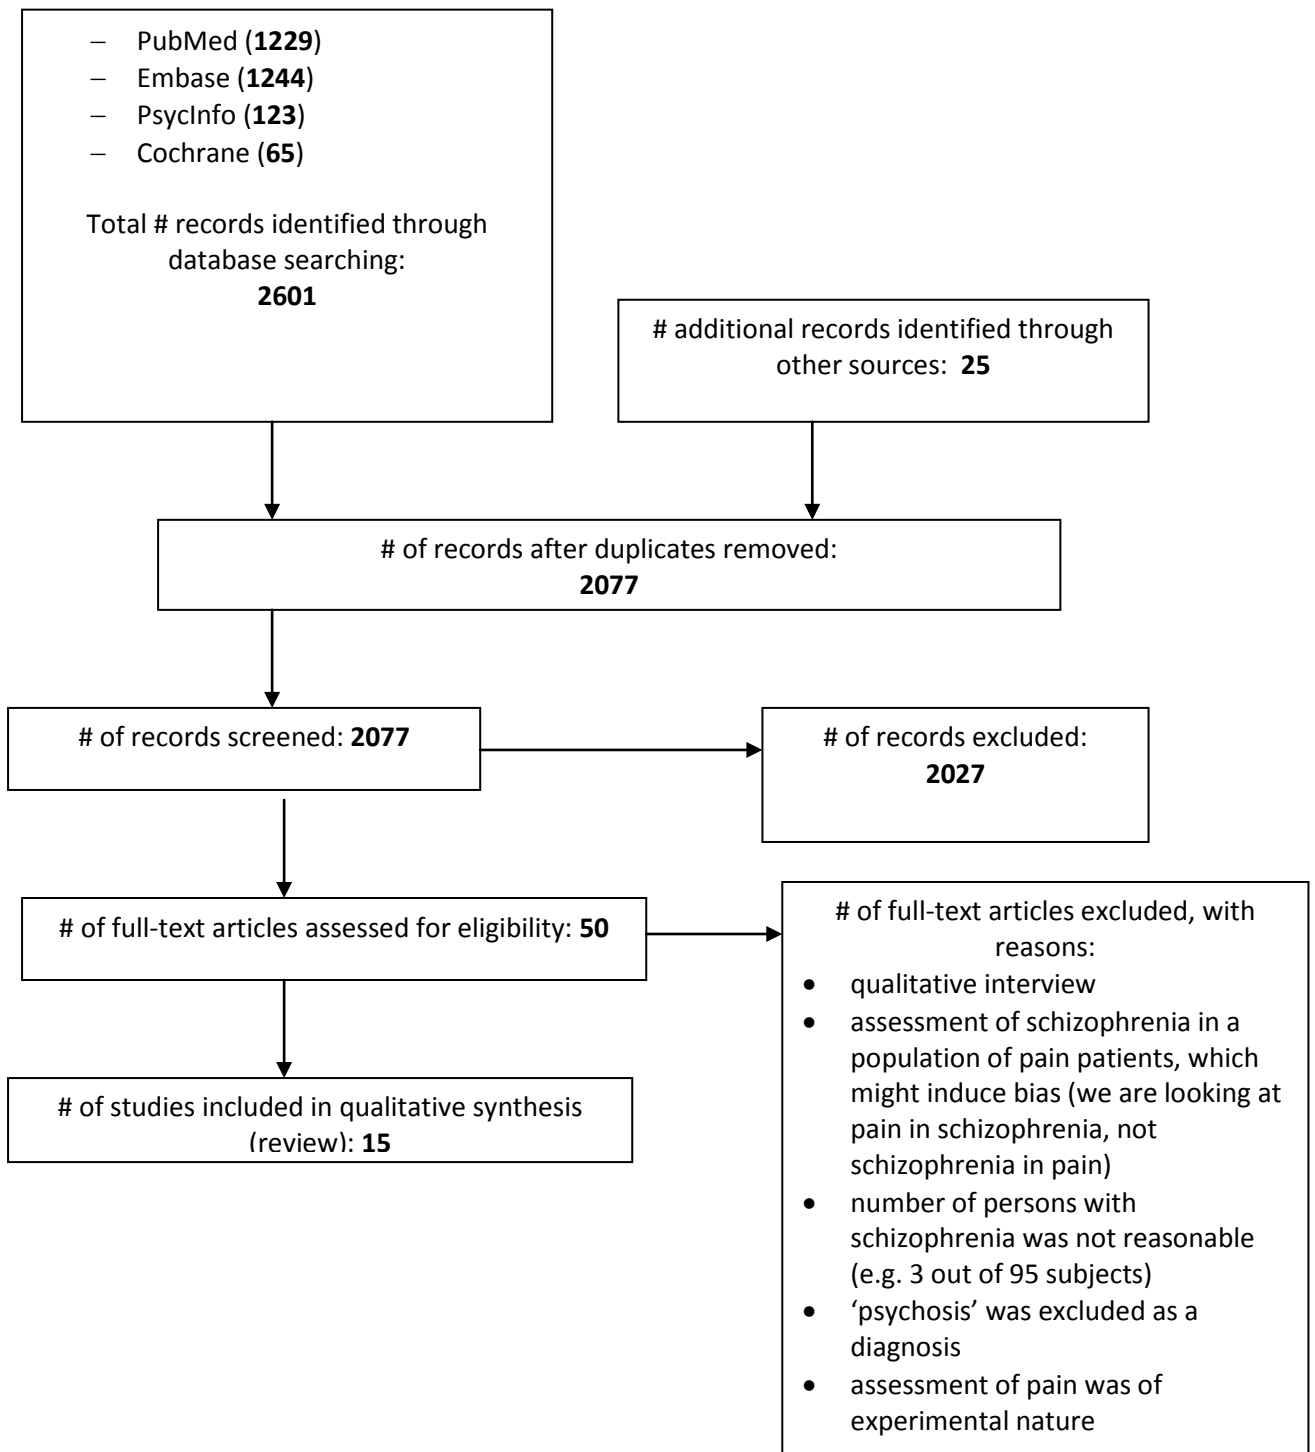 – PubMed (1229)
– Embase (1244)
– PsycInfo (123)
– Cochrane (65)
Total # records identified through
database searching:
2601
# additional records identified through
other sources: 25
# of records after duplicates removed:
2077
# of records screened: 2077
# of records excluded:
2027
# of full-text articles assessed for eligibility: 50
# of full-text articles excluded, with
reasons:
• qualitative interview
• assessment of schizophrenia in a
population of pain patients, which
might induce bias (we are looking at
pain in schizophrenia, not
schizophrenia in pain)
• number of persons with
schizophrenia was not reasonable
(e.g. 3 out of 95 subjects)
• ‘psychosis’ was excluded as a
diagnosis
• assessment of pain was of
experimental nature
# of studies included in qualitative synthesis
(review): 15